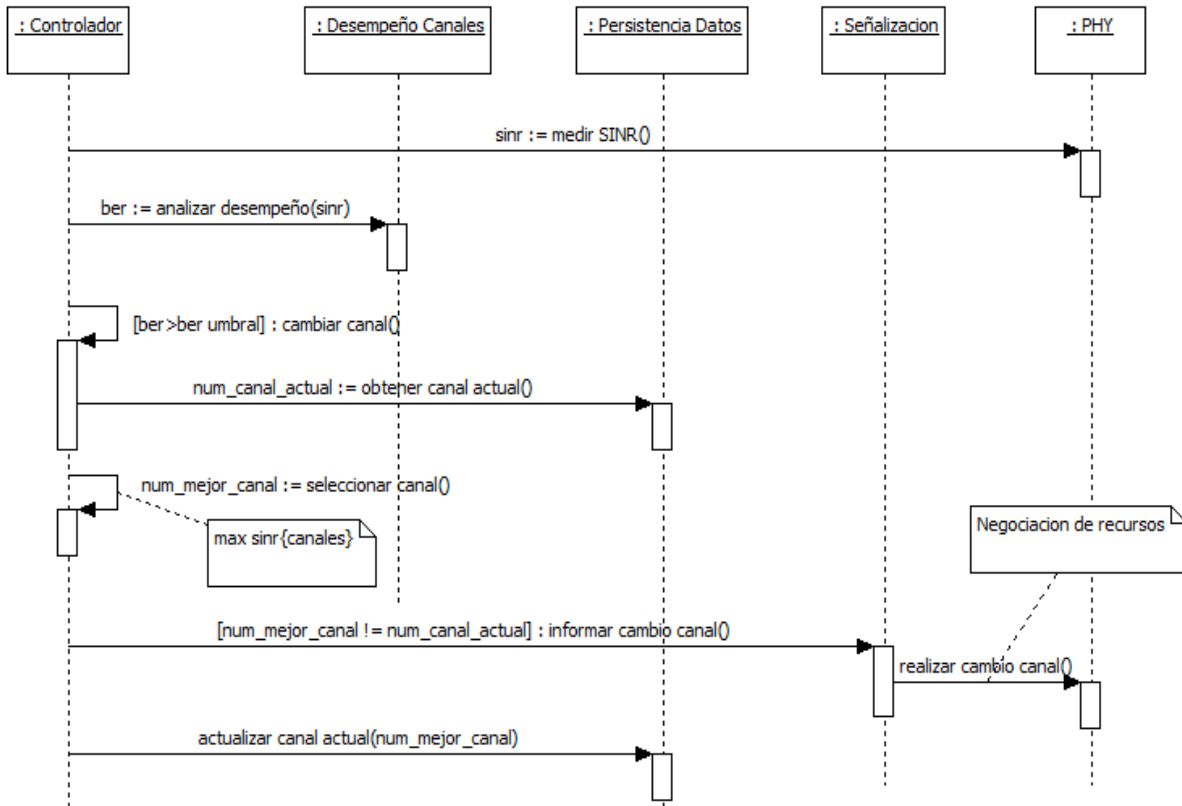 : Controlador
: Desempeño Canales
: Persistencia Datos
: Señalizacion
: PHY
sinr := medir SINR()
ber := analizar desempeño(sinr)
[ber>ber umbral] : cambiar canal()
num_canal_actual := obtener canal actual()
num_mejor_canal := seleccionar canal()
max sinr{canales}
Negociacion de recursos
[num_mejor_canal != num_canal_actual] : informar cambio canal()
realizar cambio canal()
actualizar canal actual(num_mejor_canal)